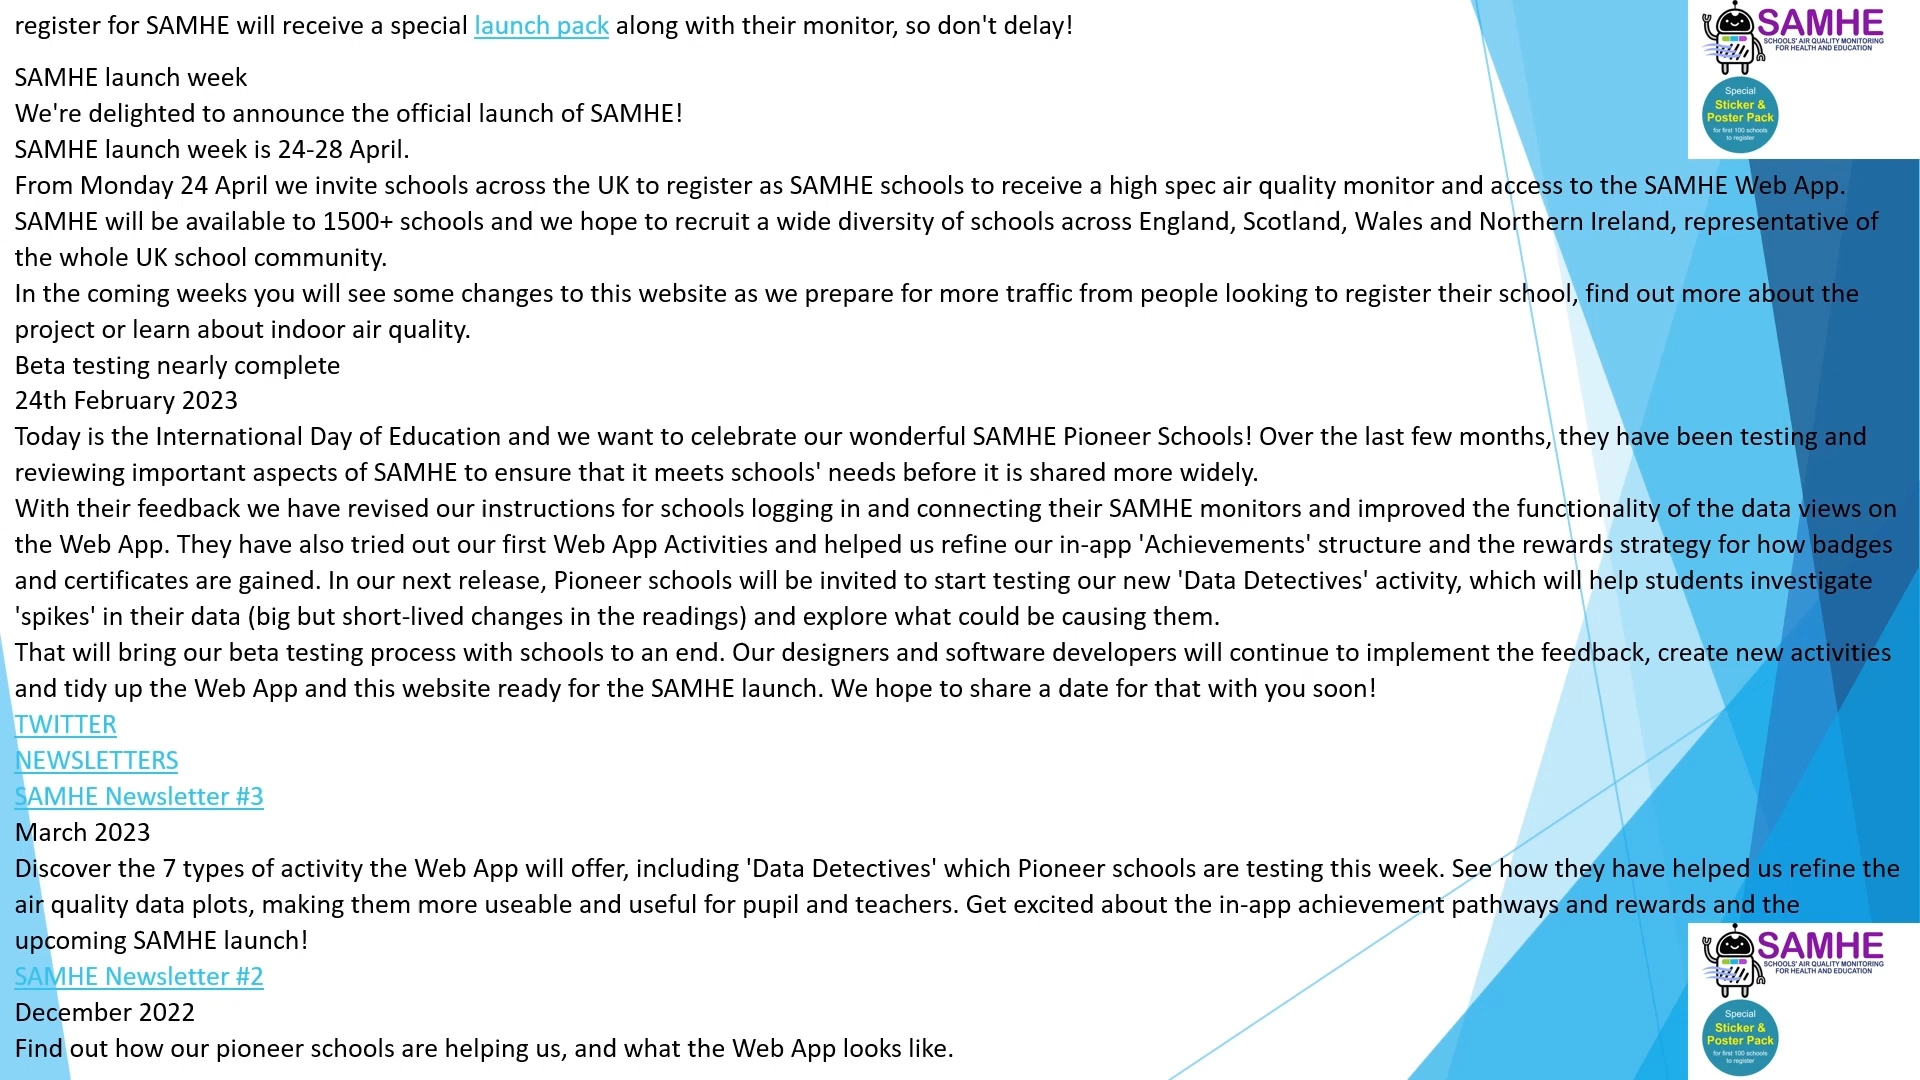 register for SAMHE will receive a special launch pack along with their monitor, so don't delay!
SAMHE launch week
We're delighted to announce the official launch of SAMHE!
SAMHE launch week is 24-28 April.
From Monday 24 April we invite schools across the UK to register as SAMHE schools to receive a high spec air quality monitor and access to the SAMHE Web App.
SAMHE will be available to 1500+ schools and we hope to recruit a wide diversity of schools across England, Scotland, Wales and Northern Ireland, representative of
the whole UK school community.
In the coming weeks you will see some changes to this website as we prepare for more traffic from people looking to register their school, find out more about the
project or learn about indoor air quality.
Beta testing nearly complete
24th February 2023
Today is the International Day of Education and we want to celebrate our wonderful SAMHE Pioneer Schools! Over the last few months, they have been testing and
reviewing important aspects of SAMHE to ensure that it meets schools' needs before it is shared more widely.
With their feedback we have revised our instructions for schools logging in and connecting their SAMHE monitors and improved the functionality of the data views on
the Web App. They have also tried out our first Web App Activities and helped us refine our in-app 'Achievements' structure and the rewards strategy for how badges
and certificates are gained. In our next release, Pioneer schools will be invited to start testing our new 'Data Detectives' activity, which will help students investigate
'spikes' in their data (big but short-lived changes in the readings) and explore what could be causing them.
That will bring our beta testing process with schools to an end. Our designers and software developers will continue to implement the feedback, create new activities
and tidy up the Web App and this website ready for the SAMHE launch. We hope to share a date for that with you soon!
TWITTER
NEWSLETTERS
SAMHE Newsletter #3
March 2023
Discover the 7 types of activity the Web App will offer, including 'Data Detectives' which Pioneer schools are testing this week. See how they have helped us refine the
air quality data plots, making them more useable and useful for pupil and teachers. Get excited about the in-app achievement pathways and rewards and the
upcoming SAMHE launch!
SAMHE Newsletter #2
December 2022
Find out how our pioneer schools are helping us, and what the Web App looks like.
SAMHE
SCHOOLS' AIR QUALITY MONITORING
FOR HEALTH AND EDUCATION
Special
Sticker &
Poster Pack
for first 100 schools
to register
SAMHE
SCHOOLS' AIR QUALITY MONITORING
FOR HEALTH AND EDUCATION
Special
Sticker &
Poster Pack
for first 100 schools
to register